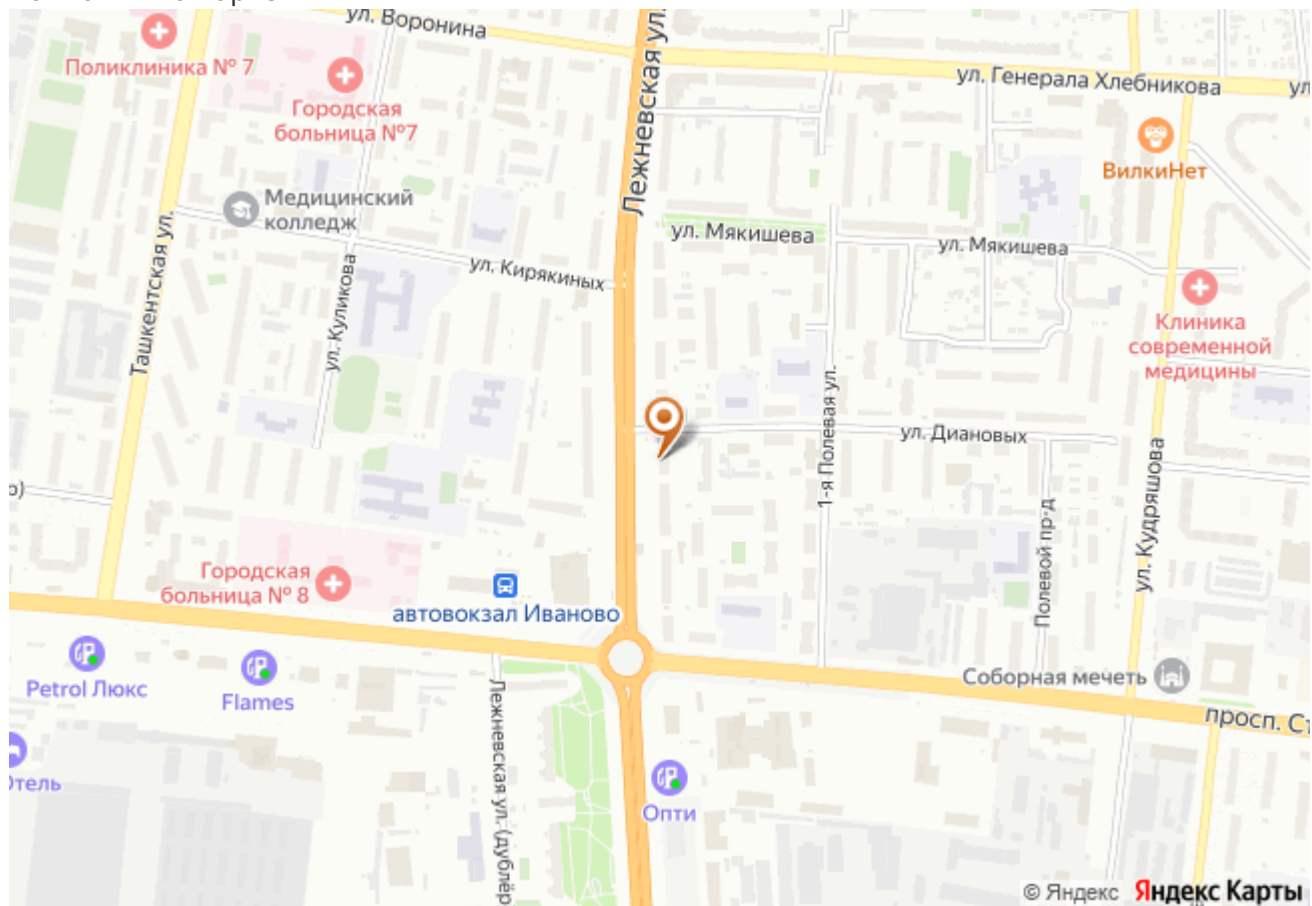 ул. Воронина
Лежневская ул.
Поликлиника № 7
Городская
больница №7
ул. Генерала Хлебникова
ул
ВилкиНет
Медицинский
колледж
Ташкентская ул.
ул. Мякишева
ул. Мякишева
ул. Кирякиных
ул. Куликова
Клиника
современной
медицины
1-я Полевая ул.
ул. Диановых
ул. Кудряшова
Полевой пр-д
о)
Городская
больница № 8
автовокзал Иваново
Petrol Люкс
Flames
Лежневская ул. (дублёр
Соборная мечеть
просп. Ст
Отель
Опти
© Яндекс Яндекс Карты